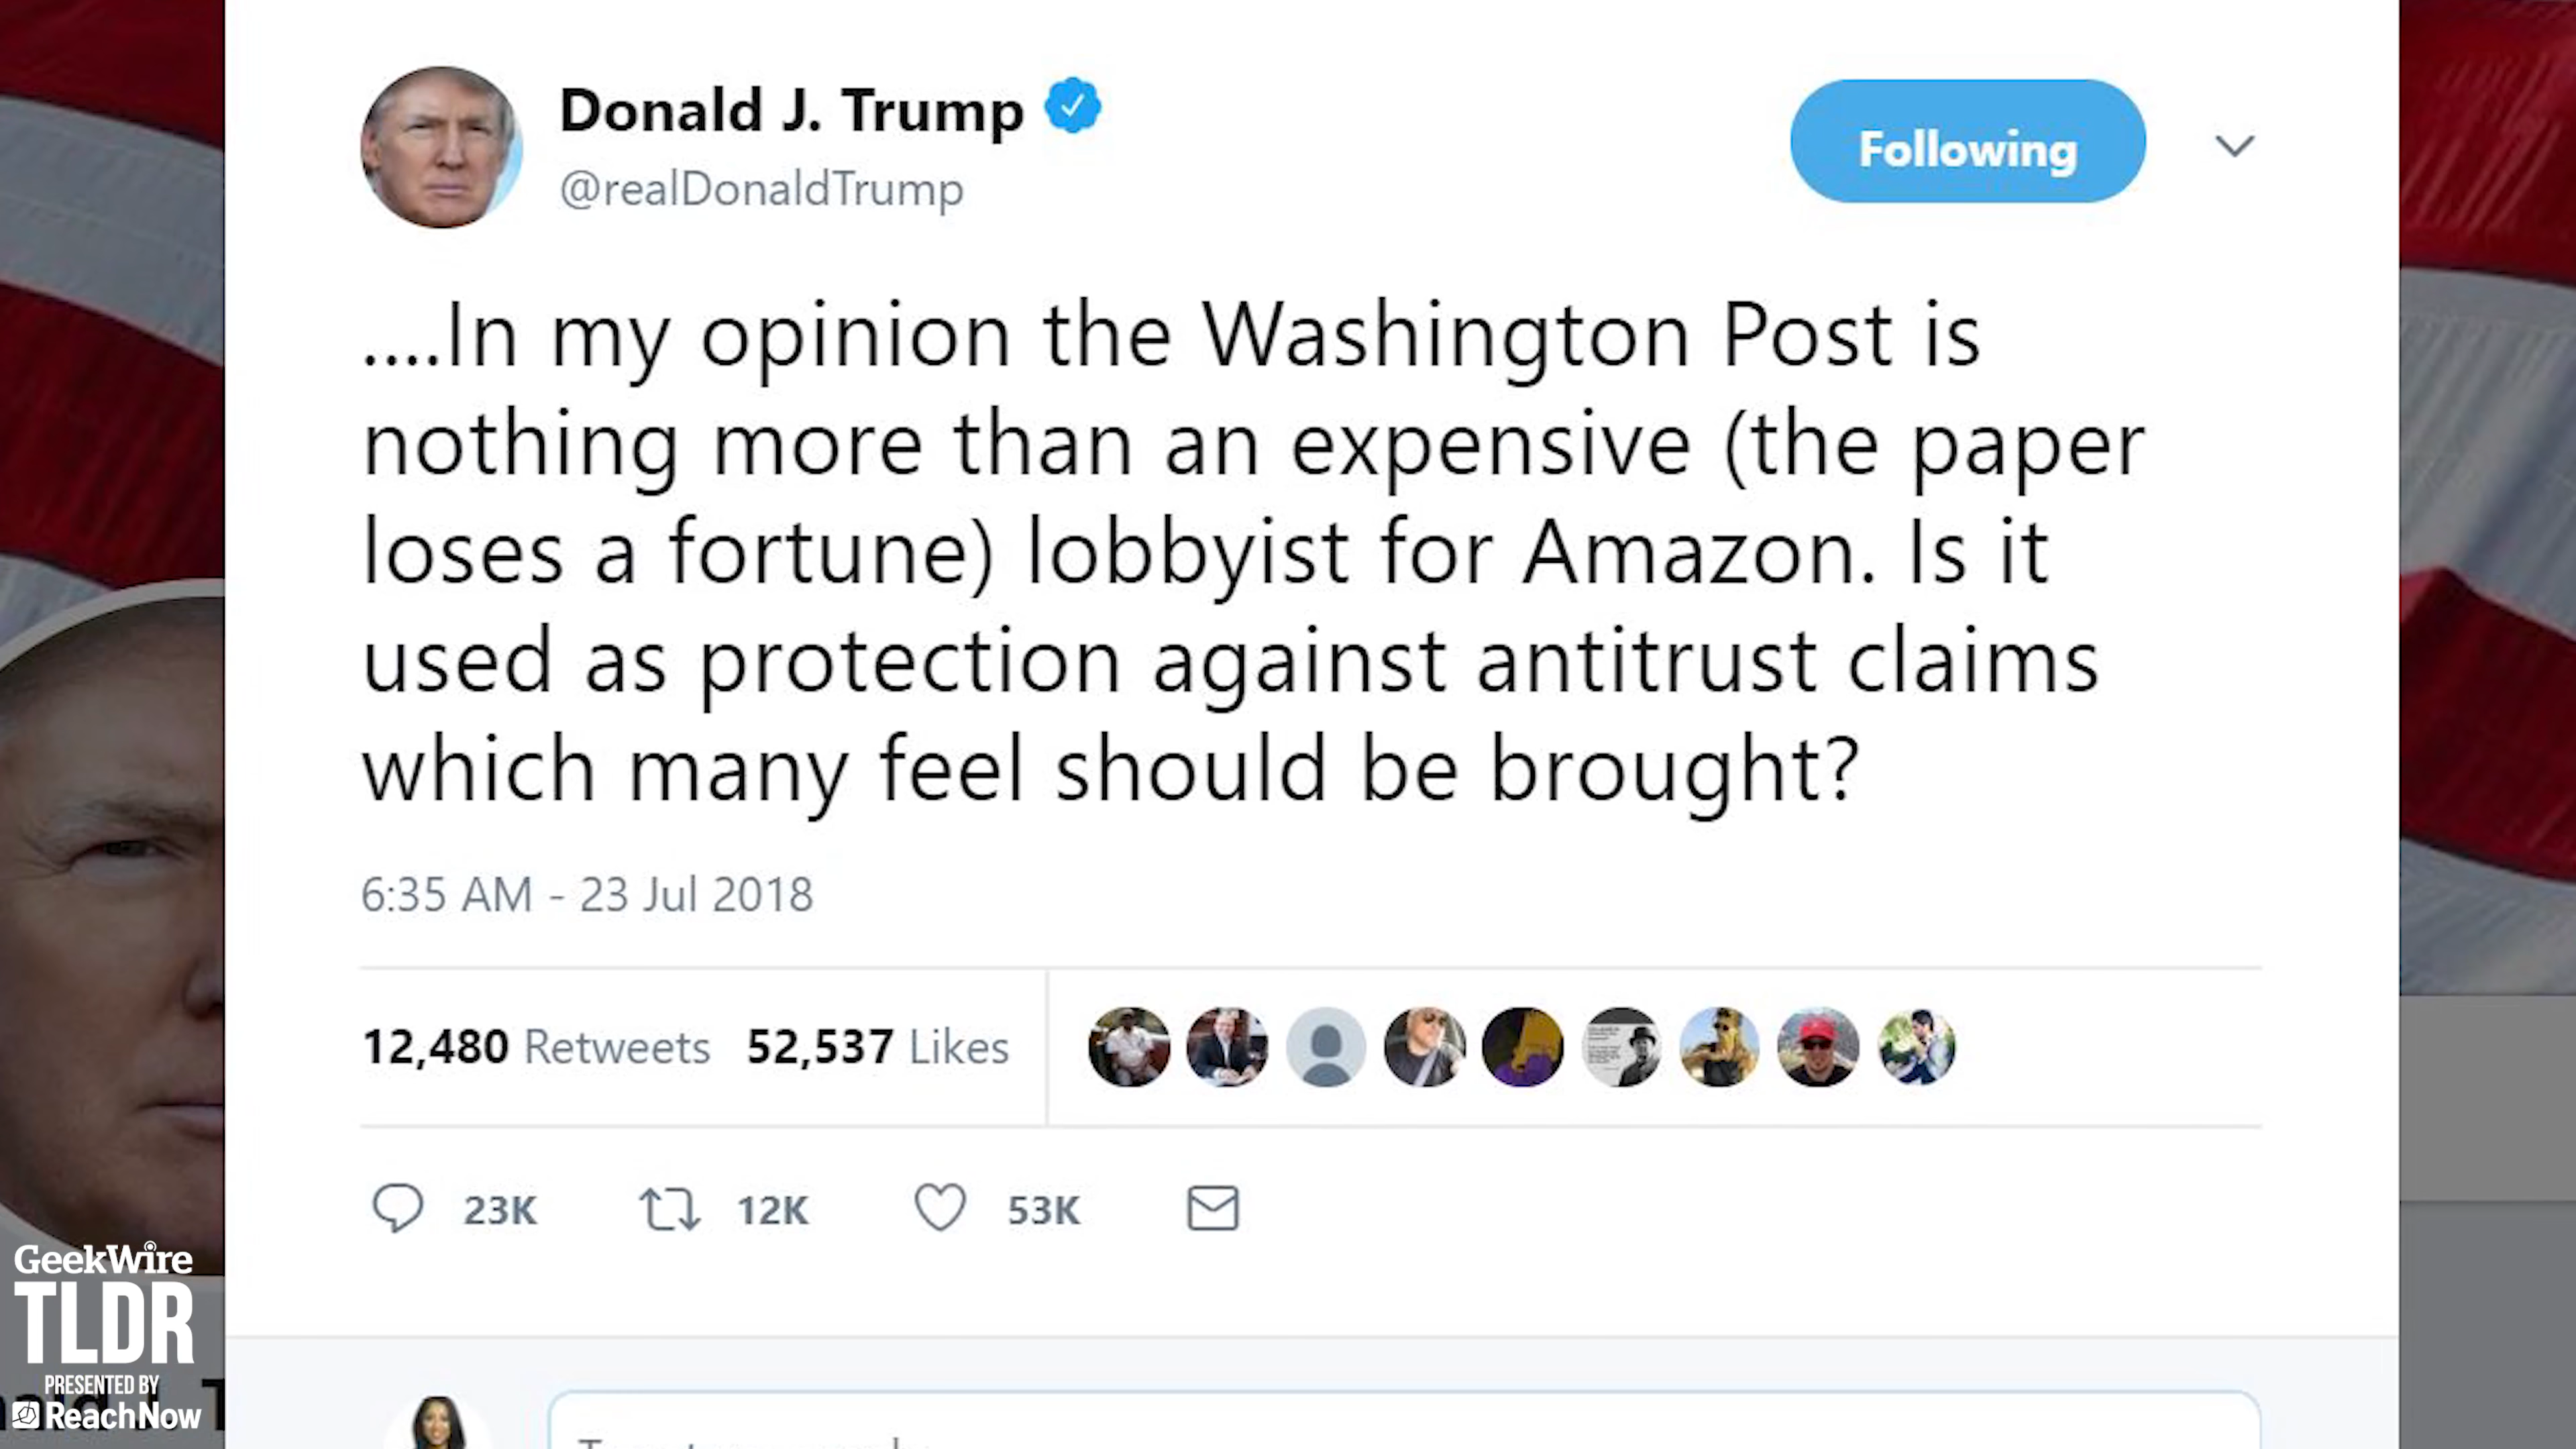 Donald J. Trump
@realDonaldTrump
Following
....In my opinion the Washington Post is
nothing more than an expensive (the paper
loses a fortune) lobbyist for Amazon. Is it
used as protection against antitrust claims
which many feel should be brought?
6:35 AM - 23 Jul 2018
12,480 Retweets 52,537 Likes
23K 12K 53K
GeekWire
TLDR
PRESENTED BY
ReachNow